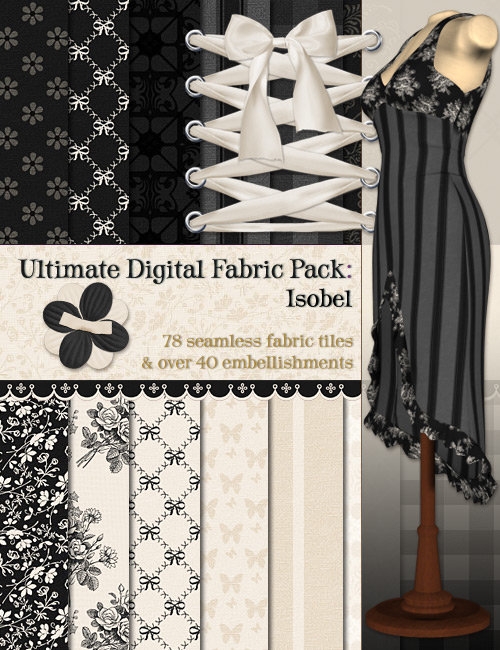 Ultimate Digital Fabric Pack:
Isobel
78 seamless fabric tiles
& over 40 embellishments